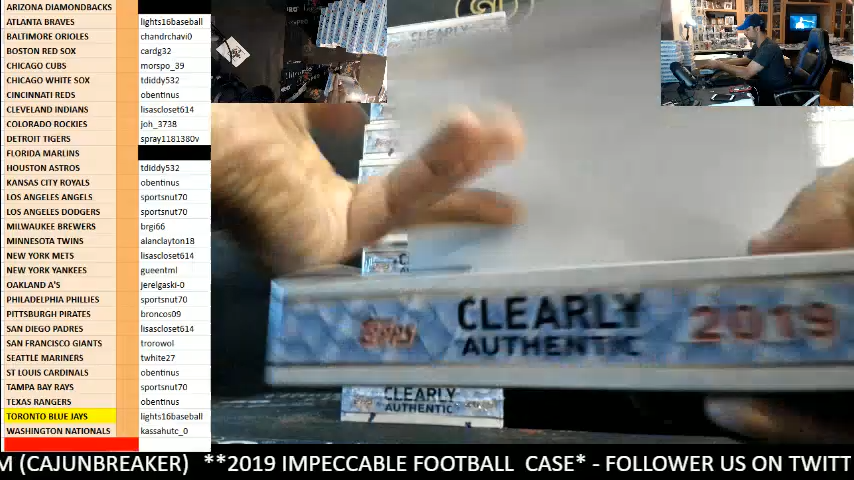 ARIZONA DIAMONDBACKS
ATLANTA BRAVES lights16baseball
BALTIMORE ORIOLES chandrchavi0
BOSTON RED SOX cardg32
CHICAGO CUBS morspo_39
CHICAGO WHITE SOX tdiddy532
CINCINNATI REDS obentinus
CLEVELAND INDIANS lisascloset614
COLORADO ROCKIES joh_3738
DETROIT TIGERS spray1181380v
FLORIDA MARLINS
HOUSTON ASTROS tdiddy532
KANSAS CITY ROYALS obentinus
LOS ANGELES ANGELS sportsnut70
LOS ANGELES DODGERS sportsnut70
MILWAUKEE BREWERS brgi66
MINNESOTA TWINS alanclayton18
NEW YORK METS lisascloset614
NEW YORK YANKEES gueentml
OAKLAND A'S jerelgaski-0
PHILADELPHIA PHILLIES sportsnut70
PITTSBURGH PIRATES broncos09
SAN DIEGO PADRES lisascloset614
SAN FRANCISCO GIANTS trorowol
SEATTLE MARINERS twhite27
ST LOUIS CARDINALS obentinus
TAMPA BAY RAYS sportsnut70
TEXAS RANGERS obentinus
TORONTO BLUE JAYS lights16baseball
WASHINGTON NATIONALS kassahutc_0
CLEARLY
topps CLEARLY AUTHENTIC 2019
CLEARLY
AUTHENTIC
M (CAJUNBREAKER) **2019 IMPECCABLE FOOTBALL CASE* - FOLLOWER US ON TWITT